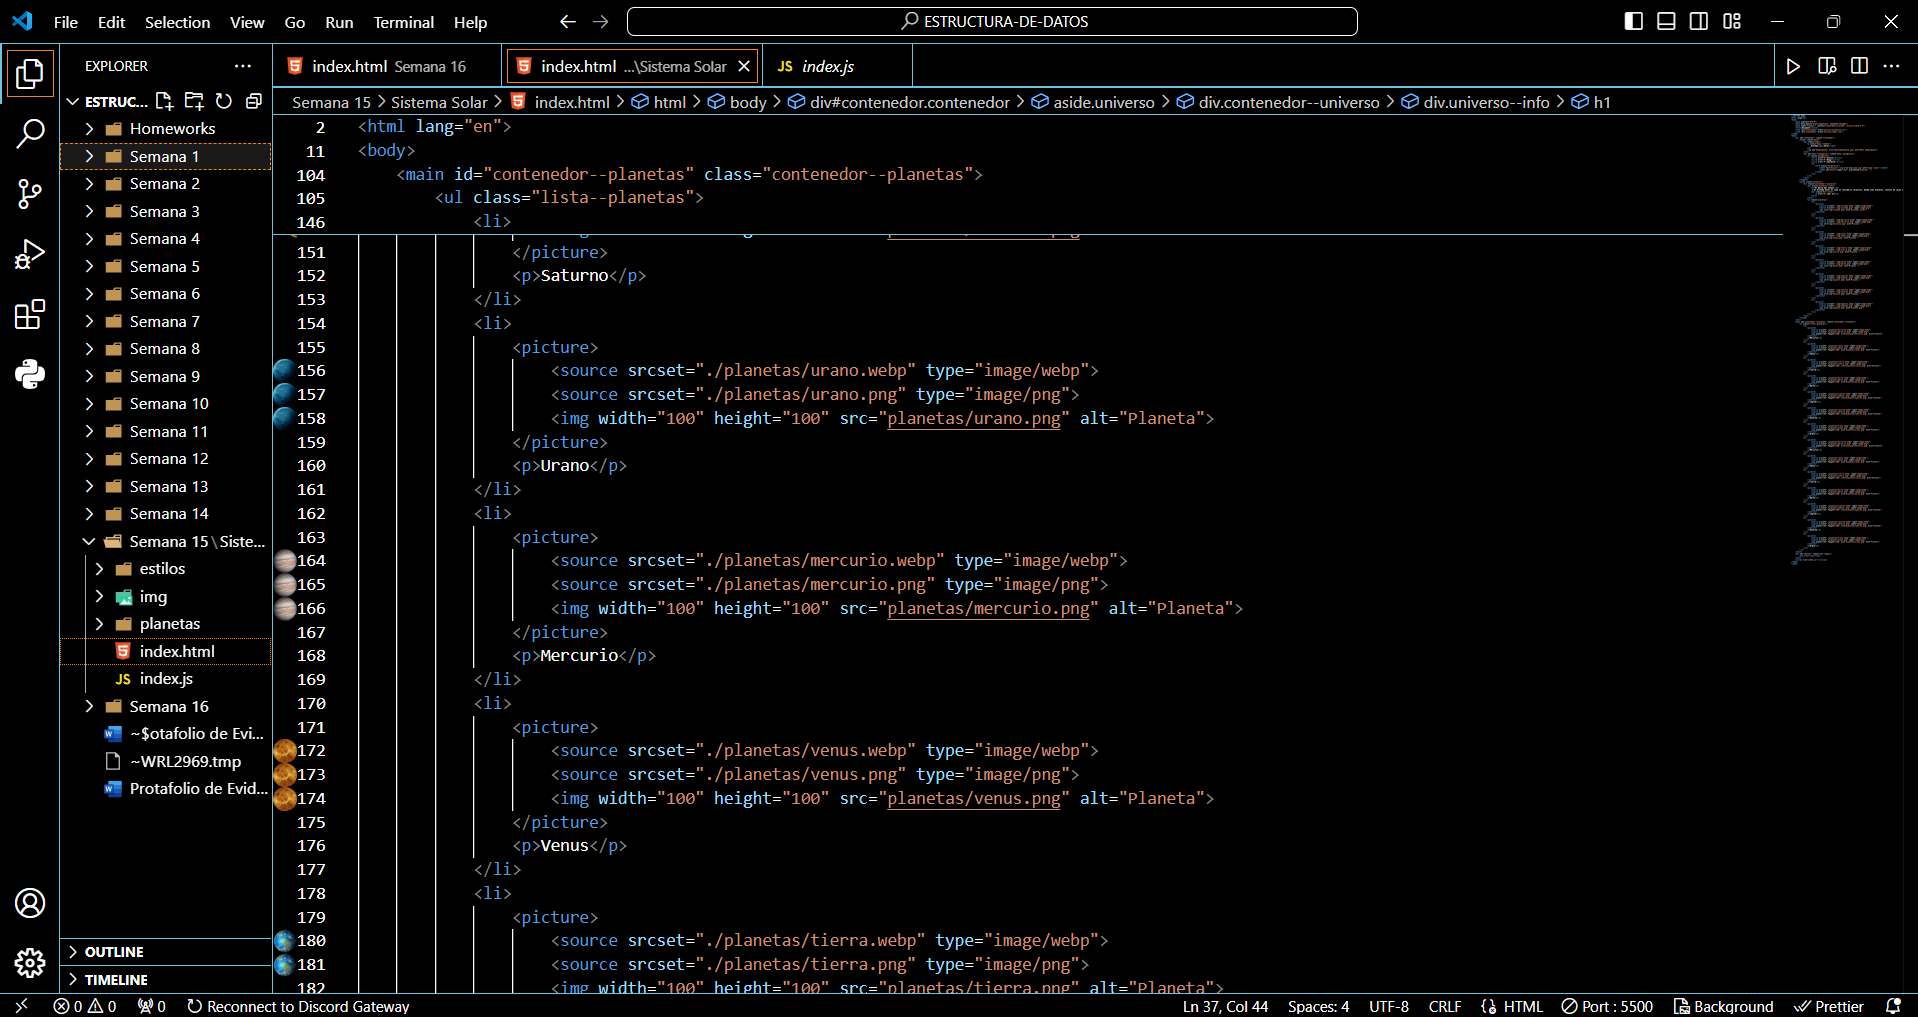 File Edit Selection View Go Run Terminal Help
ESTRUCTURA-DE-DATOS
EXPLORER
ESTRUC...
Homeworks
Semana 1
Semana 2
Semana 3
Semana 4
Semana 5
Semana 6
Semana 7
Semana 8
Semana 9
Semana 10
Semana 11
Semana 12
Semana 13
Semana 14
Semana 15\Siste...
estilos
img
planetas
index.html
JS index.js
Semana 16
~$otafolio de Evi...
~WRL2969.tmp
Protafolio de Evid...
OUTLINE
TIMELINE
index.html Semana 16
index.html ...\Sistema Solar
JS index.js
Semana 15 > Sistema Solar > index.html > html > body > div#contenedor.contenedor > aside.universo > div.contenedor--universo > div.universo--info > h1
2 <html lang="en">
11 <body>
104 <main id="contenedor--planetas" class="contenedor--planetas">
105 <ul class="lista--planetas">
146 <li>
151 </picture>
152 <p>Saturno</p>
153 </li>
154 <li>
155 <picture>
156 <source srcset="./planetas/urano.webp" type="image/webp">
157 <source srcset="./planetas/urano.png" type="image/png">
158 <img width="100" height="100" src="planetas/urano.png" alt="Planeta">
159 </picture>
160 <p>Urano</p>
161 </li>
162 <li>
163 <picture>
164 <source srcset="./planetas/mercurio.webp" type="image/webp">
165 <source srcset="./planetas/mercurio.png" type="image/png">
166 <img width="100" height="100" src="planetas/mercurio.png" alt="Planeta">
167 </picture>
168 <p>Mercurio</p>
169 </li>
170 <li>
171 <picture>
172 <source srcset="./planetas/venus.webp" type="image/webp">
173 <source srcset="./planetas/venus.png" type="image/png">
174 <img width="100" height="100" src="planetas/venus.png" alt="Planeta">
175 </picture>
176 <p>Venus</p>
177 </li>
178 <li>
179 <picture>
180 <source srcset="./planetas/tierra.webp" type="image/webp">
181 <source srcset="./planetas/tierra.png" type="image/png">
182 <img width="100" height="100" src="planetas/tierra.png" alt="Planeta">
0 0 0 Reconnect to Discord Gateway
Ln 37, Col 44 Spaces: 4 UTF-8 CRLF HTML Port : 5500 Background Prettier